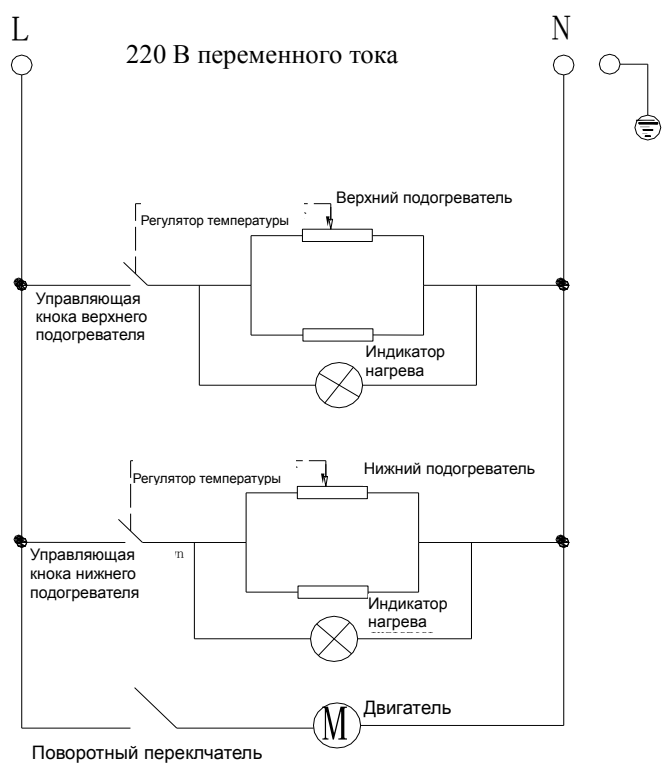 L
N
220 В переменного тока
Верхний подогреватель
Регулятор температуры
Управляющая
кнока верхнего
подогревателя
Индикатор
нагрева
Нижний подогреватель
Регулятор температуры
Управляющая
m
кнока нижнего
подогревателя
Индикатор
нагрева
Двигатель
M
Поворотный переклчатель